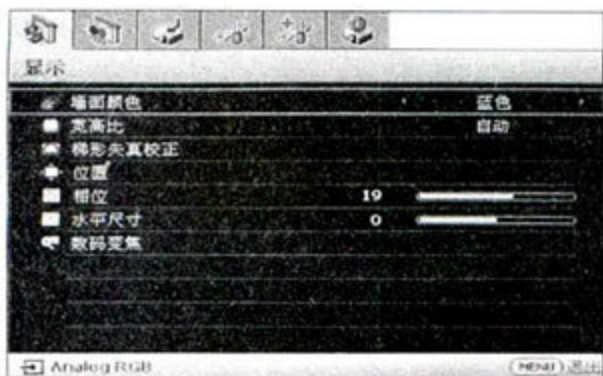 显示
墙面颜色 蓝色
宽高比 自动
梯形失真校正
位置
相位 19
水平尺寸 0
数码变焦
Analog RGB MENU 退出